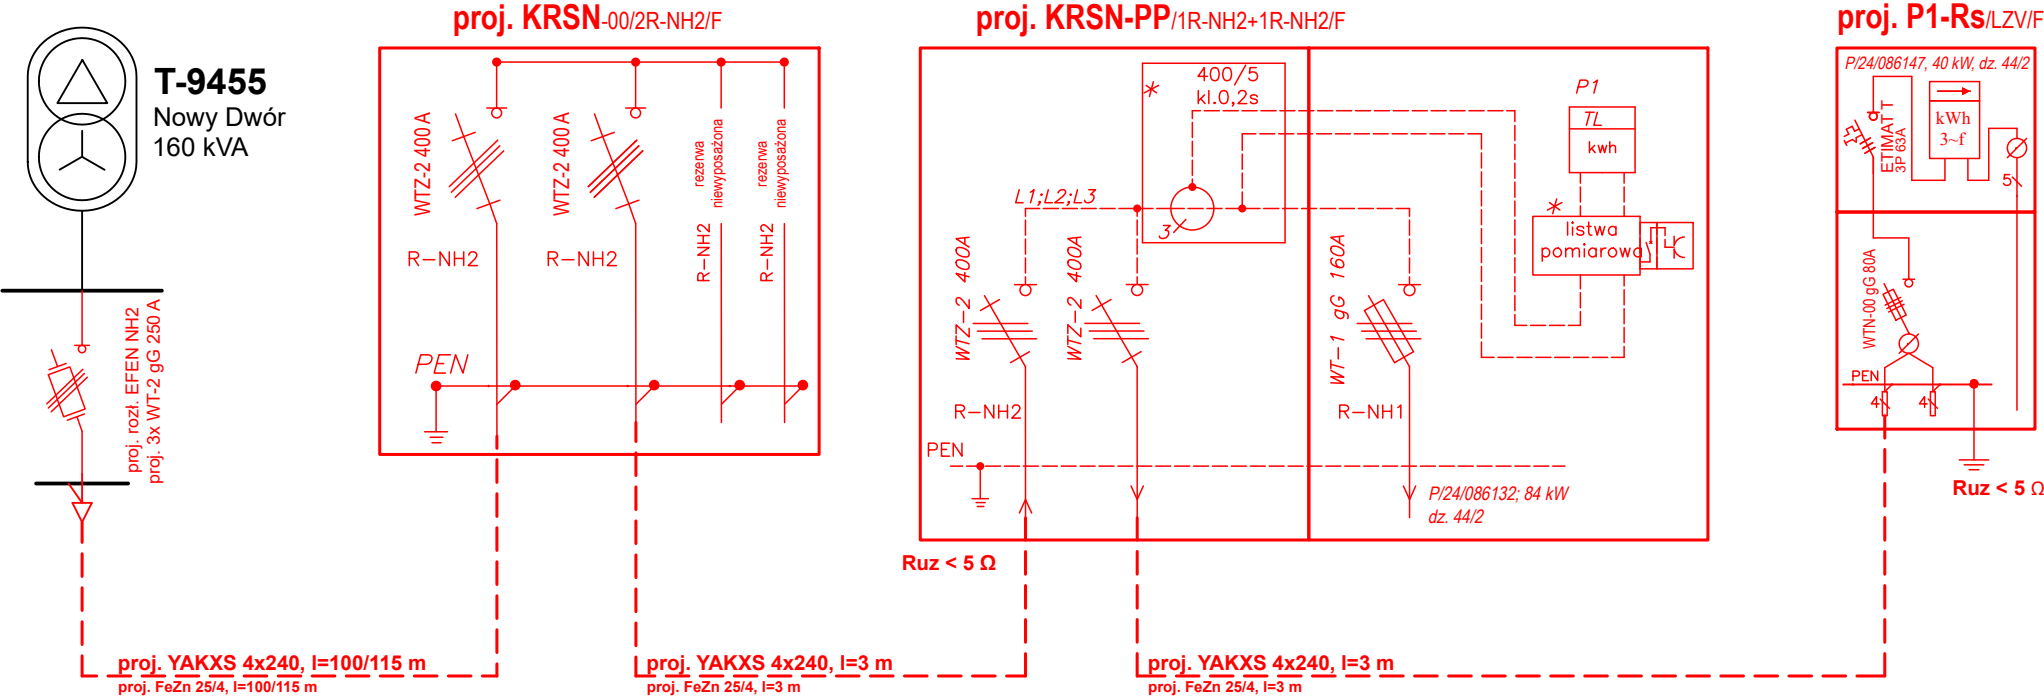 proj. KRSN-00/2R-NH2/F
proj. KRSN-PP/1R-NH2+1R-NH2/F
proj. P1-Rs/LZV/F
T-9455
Nowy Dwór
160 kVA
proj. rozł. EFEN NH2
proj. 3x WT-2 gG 250 A
WTZ-2 400 A
R-NH2
WTZ-2 400 A
R-NH2
rezerwa
niewyposażona
R-NH2
rezerwa
niewyposażona
R-NH2
PEN
*
400/5
kl.0,2s
L1;L2;L3
3
WTZ-2 400A
R-NH2
WTZ-2 400A
WT-1 gG 160A
R-NH1
PEN
P1
TL
kwh
*
listwa
pomiarowa
P/24/086132; 84 kW
dz. 44/2
Ruz < 5 Ω
P/24/086147, 40 kW, dz. 44/2
ETIMAT T
3P 63A
kWh
3~f
5
WTN-00 gG 80A
PEN
4
4
Ruz < 5 Ω
proj. YAKXS 4x240, l=100/115 m
proj. FeZn 25/4, l=100/115 m
proj. YAKXS 4x240, l=3 m
proj. FeZn 25/4, l=3 m
proj. YAKXS 4x240, l=3 m
proj. FeZn 25/4, l=3 m